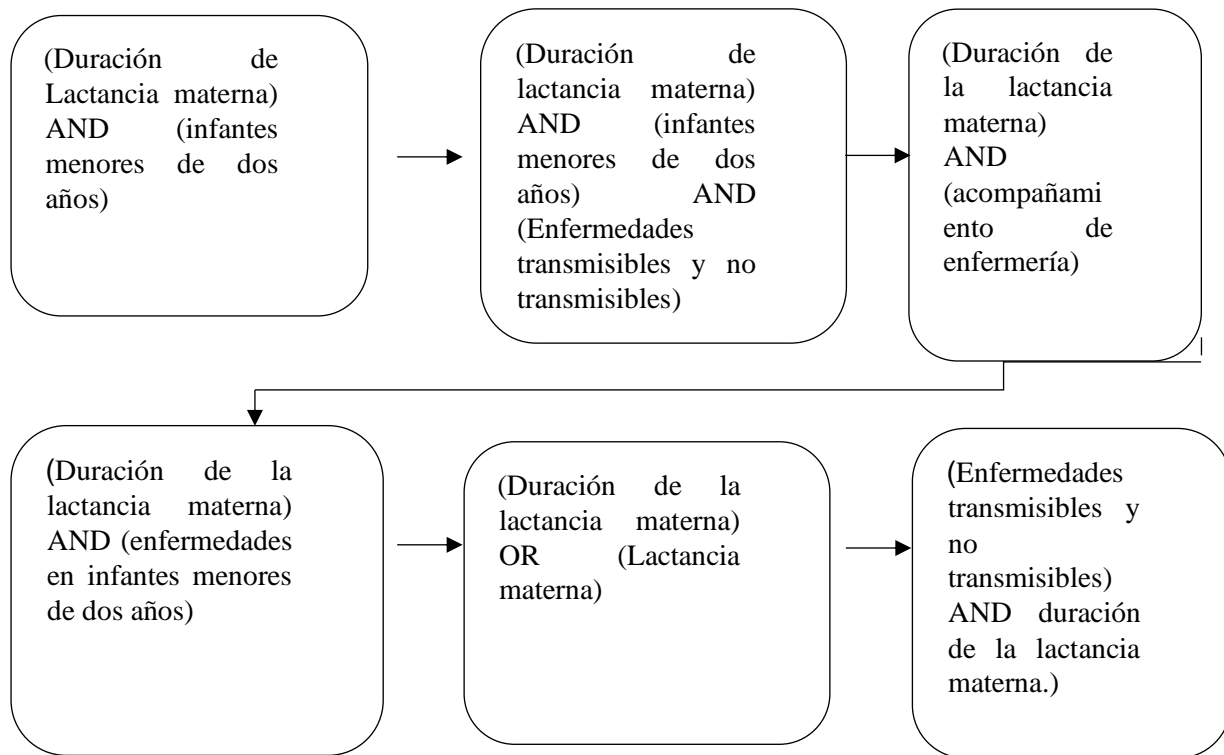 (Duración de
Lactancia materna)
AND (infantes
menores de dos
años)
(Duración de
lactancia materna)
AND (infantes
menores de dos
años) AND
(Enfermedades
transmisibles y no
transmisibles)
(Duración de
la lactancia
materna)
AND
(acompañami
ento de
enfermería)
(Duración de la
lactancia materna)
AND (enfermedades
en infantes menores
de dos años)
(Duración de la
lactancia materna)
OR (Lactancia
materna)
(Enfermedades
transmisibles y
no
transmisibles)
AND duración
de la lactancia
materna.)